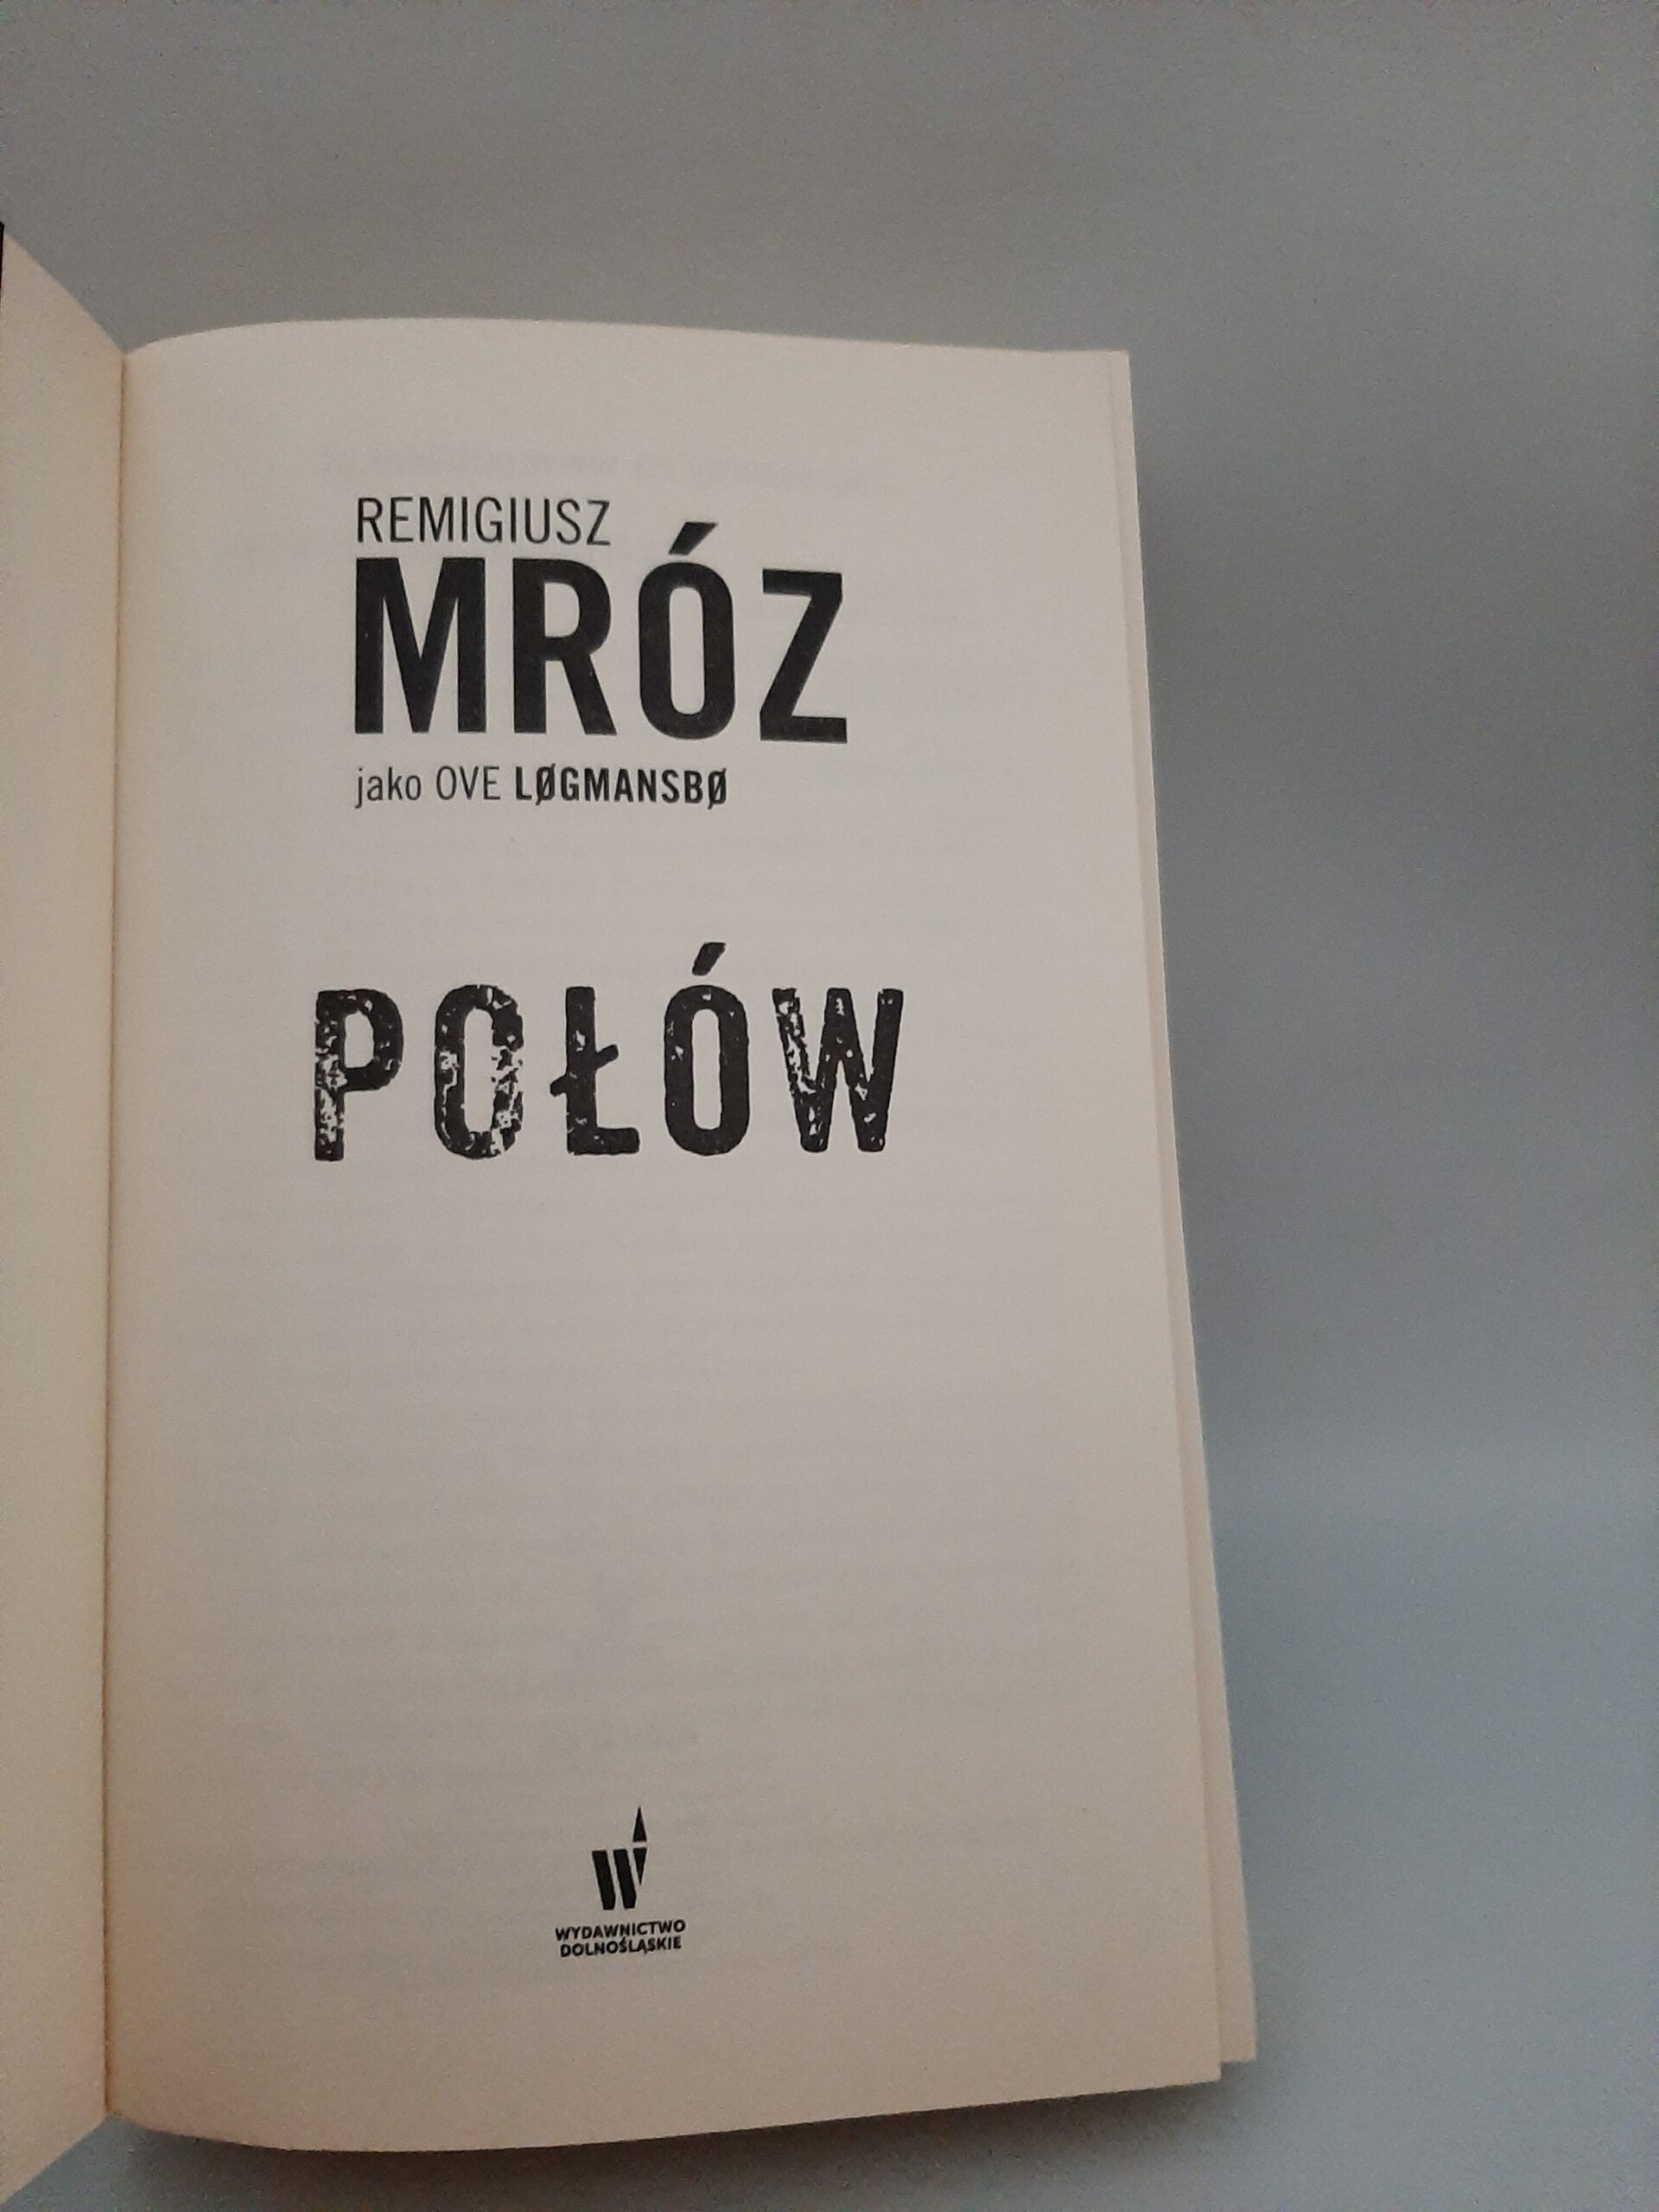 REMIGIUSZ
MRÓZ
jako OVE LØGMANSBØ
POŁÓW
WYDAWNICTWO
DOLNOŚLĄSKIE